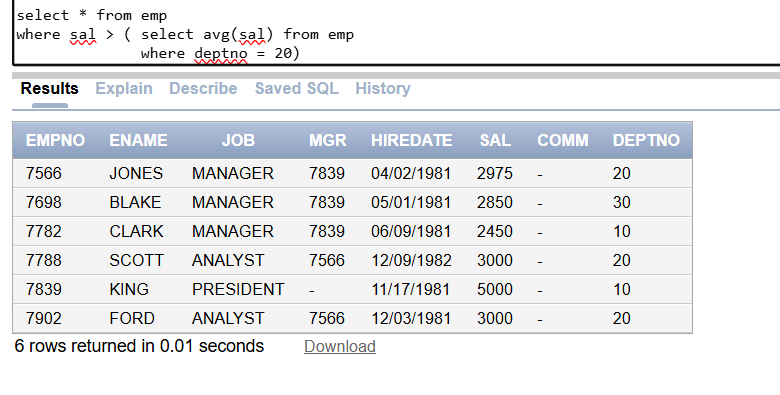 select * from emp
where sal > ( select avg(sal) from emp
where deptno = 20)
Results Explain Describe Saved SQL History
EMPNO ENAME JOB MGR HIREDATE SAL COMM DEPTNO
7566 JONES MANAGER 7839 04/02/1981 2975 - 20
7698 BLAKE MANAGER 7839 05/01/1981 2850 - 30
7782 CLARK MANAGER 7839 06/09/1981 2450 - 10
7788 SCOTT ANALYST 7566 12/09/1982 3000 - 20
7839 KING PRESIDENT - 11/17/1981 5000 - 10
7902 FORD ANALYST 7566 12/03/1981 3000 - 20
6 rows returned in 0.01 seconds Download